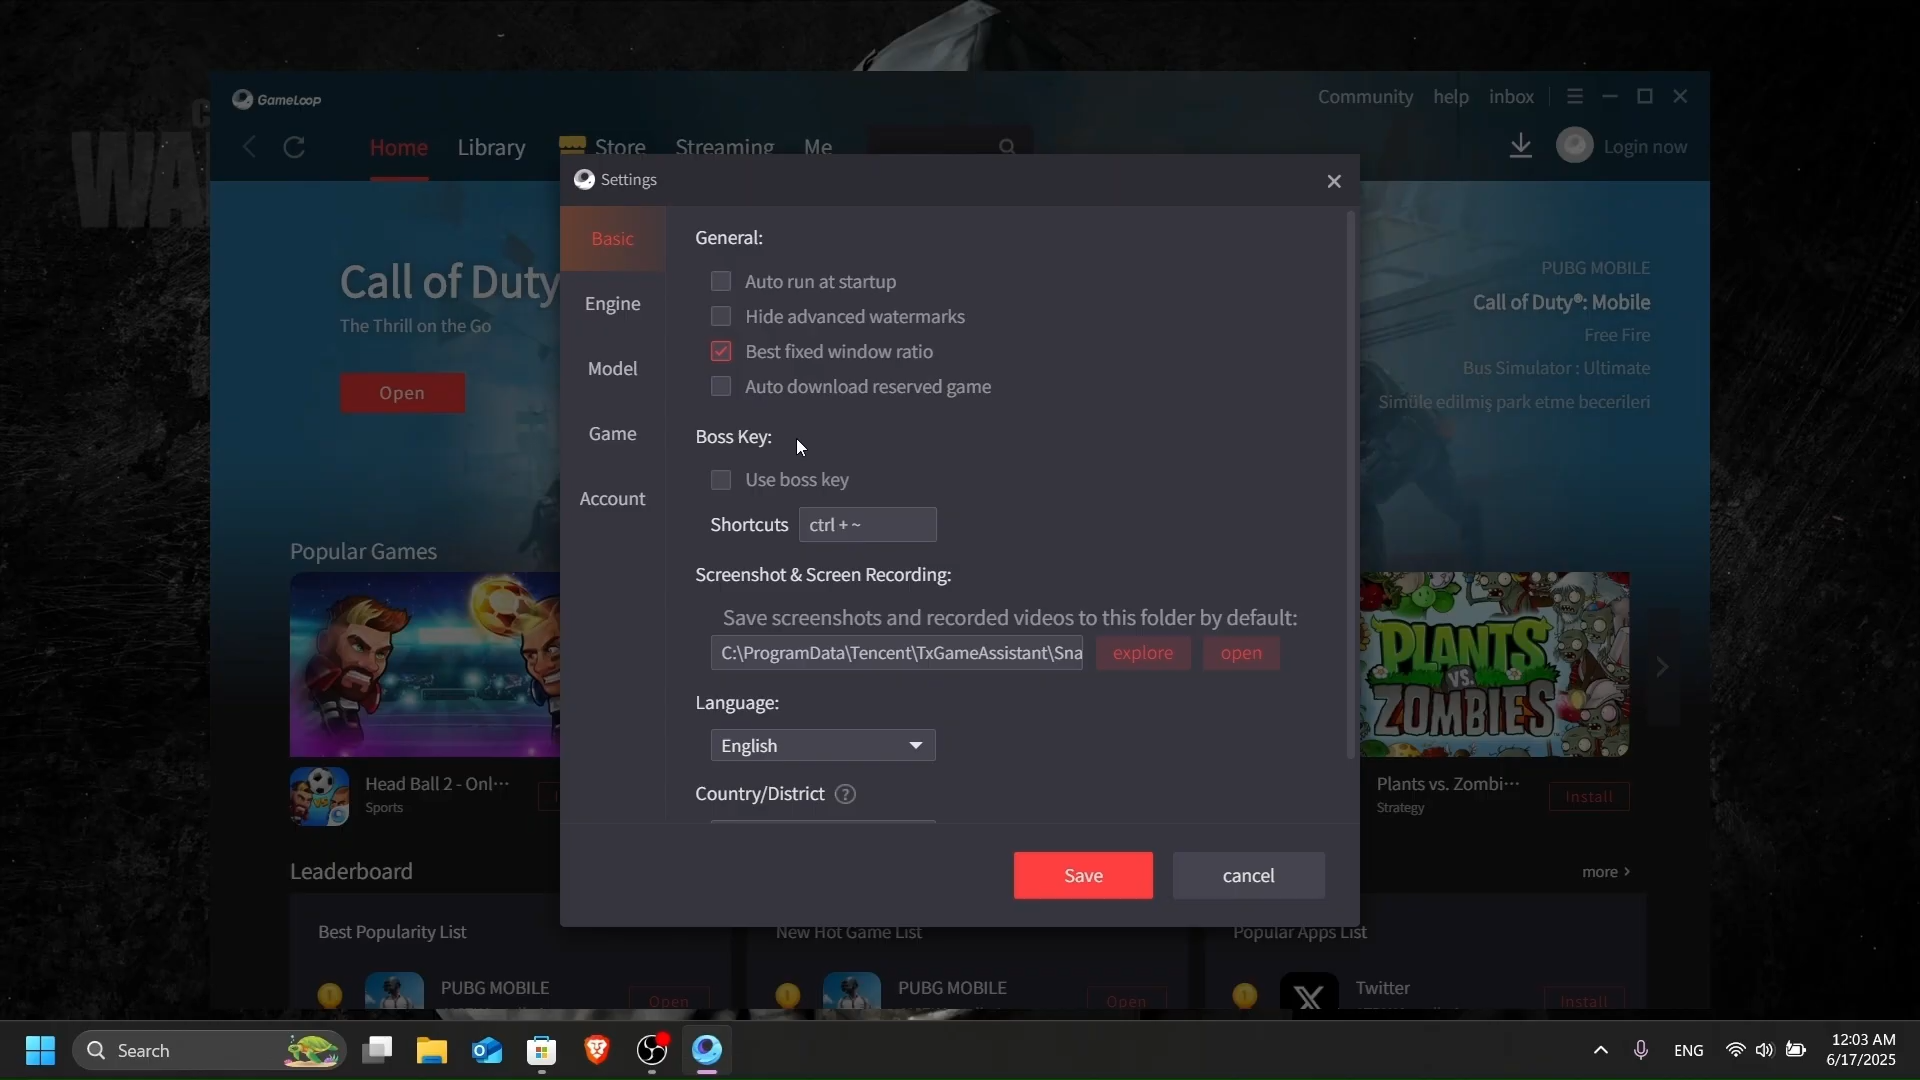 GameLoop
Community help inbox
Home Library Store Streaming Me
Login now
Settings
Basic
Engine
Model
Game
Account
General:
Auto run at startup
Hide advanced watermarks
Best fixed window ratio
Auto download reserved game
Boss Key:
Use boss key
Shortcuts ctrl + ~
Screenshot & Screen Recording:
Save screenshots and recorded videos to this folder by default:
C:\ProgramData\Tencent\TxGameAssistant\Sna explore open
Language:
English
Country/District ?
Save cancel
Call of Duty
The Thrill on the Go
Open
PUBG MOBILE
Call of Duty®: Mobile
Free Fire
Bus Simulator : Ultimate
Simüle edilmiş park etme becerileri
Popular Games
PLANTS
VS.
ZOMBIES
Head Ball 2 - Onl···
Sports
Plants vs. Zombi···
Strategy
Install
Leaderboard
more >
Best Popularity List
New Hot Game List
Popular Apps List
PUBG MOBILE
Open
PUBG MOBILE
Open
Twitter
Install
Search
ENG
12:03 AM
6/17/2025